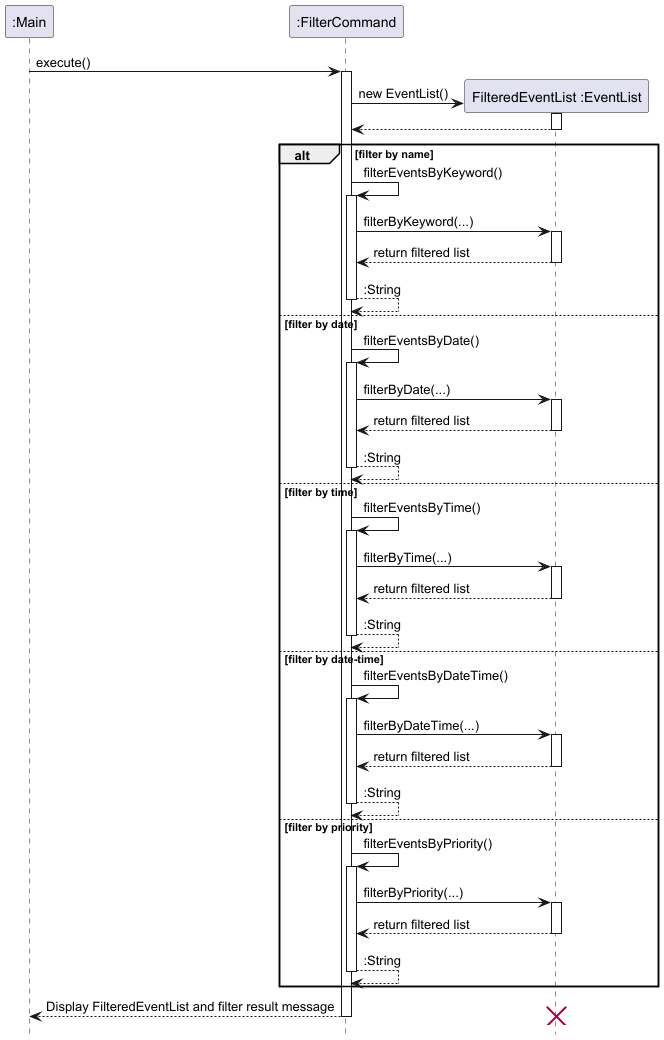 :Main
:FilterCommand
execute()
new EventList()
FilteredEventList :EventList
alt
[filter by name]
filterEventsByKeyword()
filterByKeyword(...)
return filtered list
:String
[filter by date]
filterEventsByDate()
filterByDate(...)
return filtered list
:String
[filter by time]
filterEventsByTime()
filterByTime(...)
return filtered list
:String
[filter by date-time]
filterEventsByDateTime()
filterByDateTime(...)
return filtered list
:String
[filter by priority]
filterEventsByPriority()
filterByPriority(...)
return filtered list
:String
Display FilteredEventList and filter result message